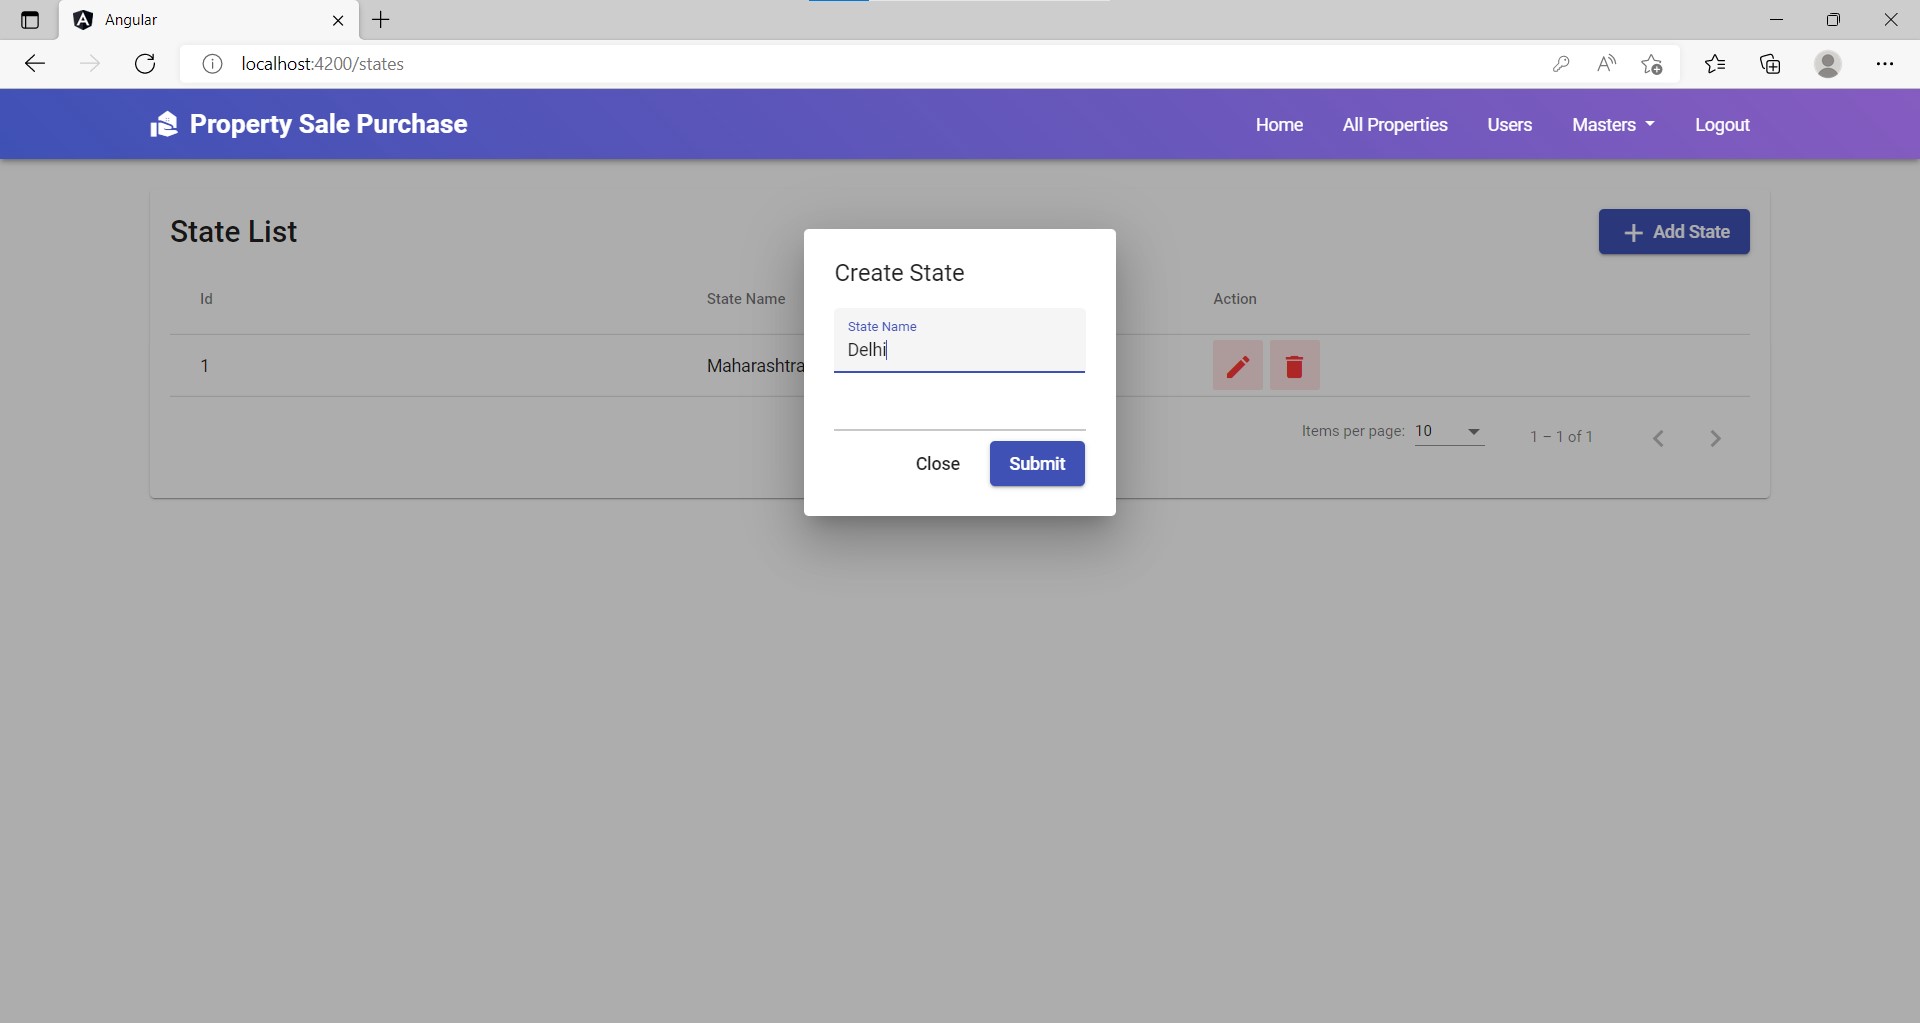 Angular
localhost:4200/states
Property Sale Purchase
Home All Properties Users Masters Logout
State List
Add State
Create State
Id State Name Action
State Name
Delhi
1 Maharashtra
Items per page: 10 1 – 1 of 1
Close Submit